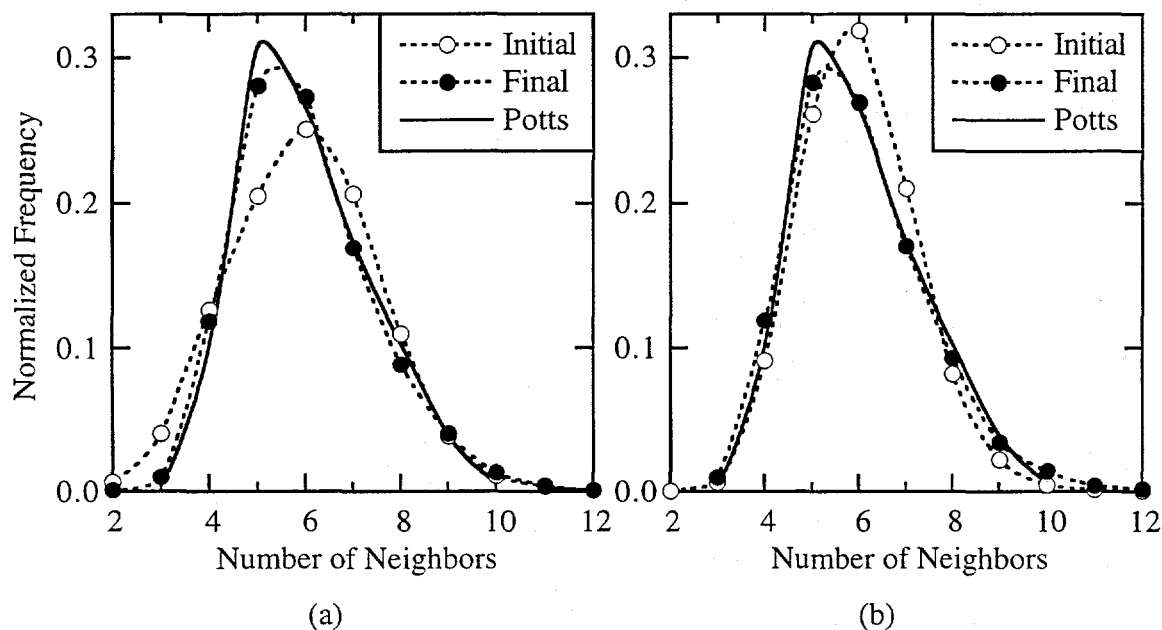 Initial
Final
Potts
Normalized Frequency
0.3
0.2
0.1
0.0
2 4 6 8 10 12
Number of Neighbors
(a)
Initial
Final
Potts
0.3
0.2
0.1
0.0
2 4 6 8 10 12
Number of Neighbors
(b)